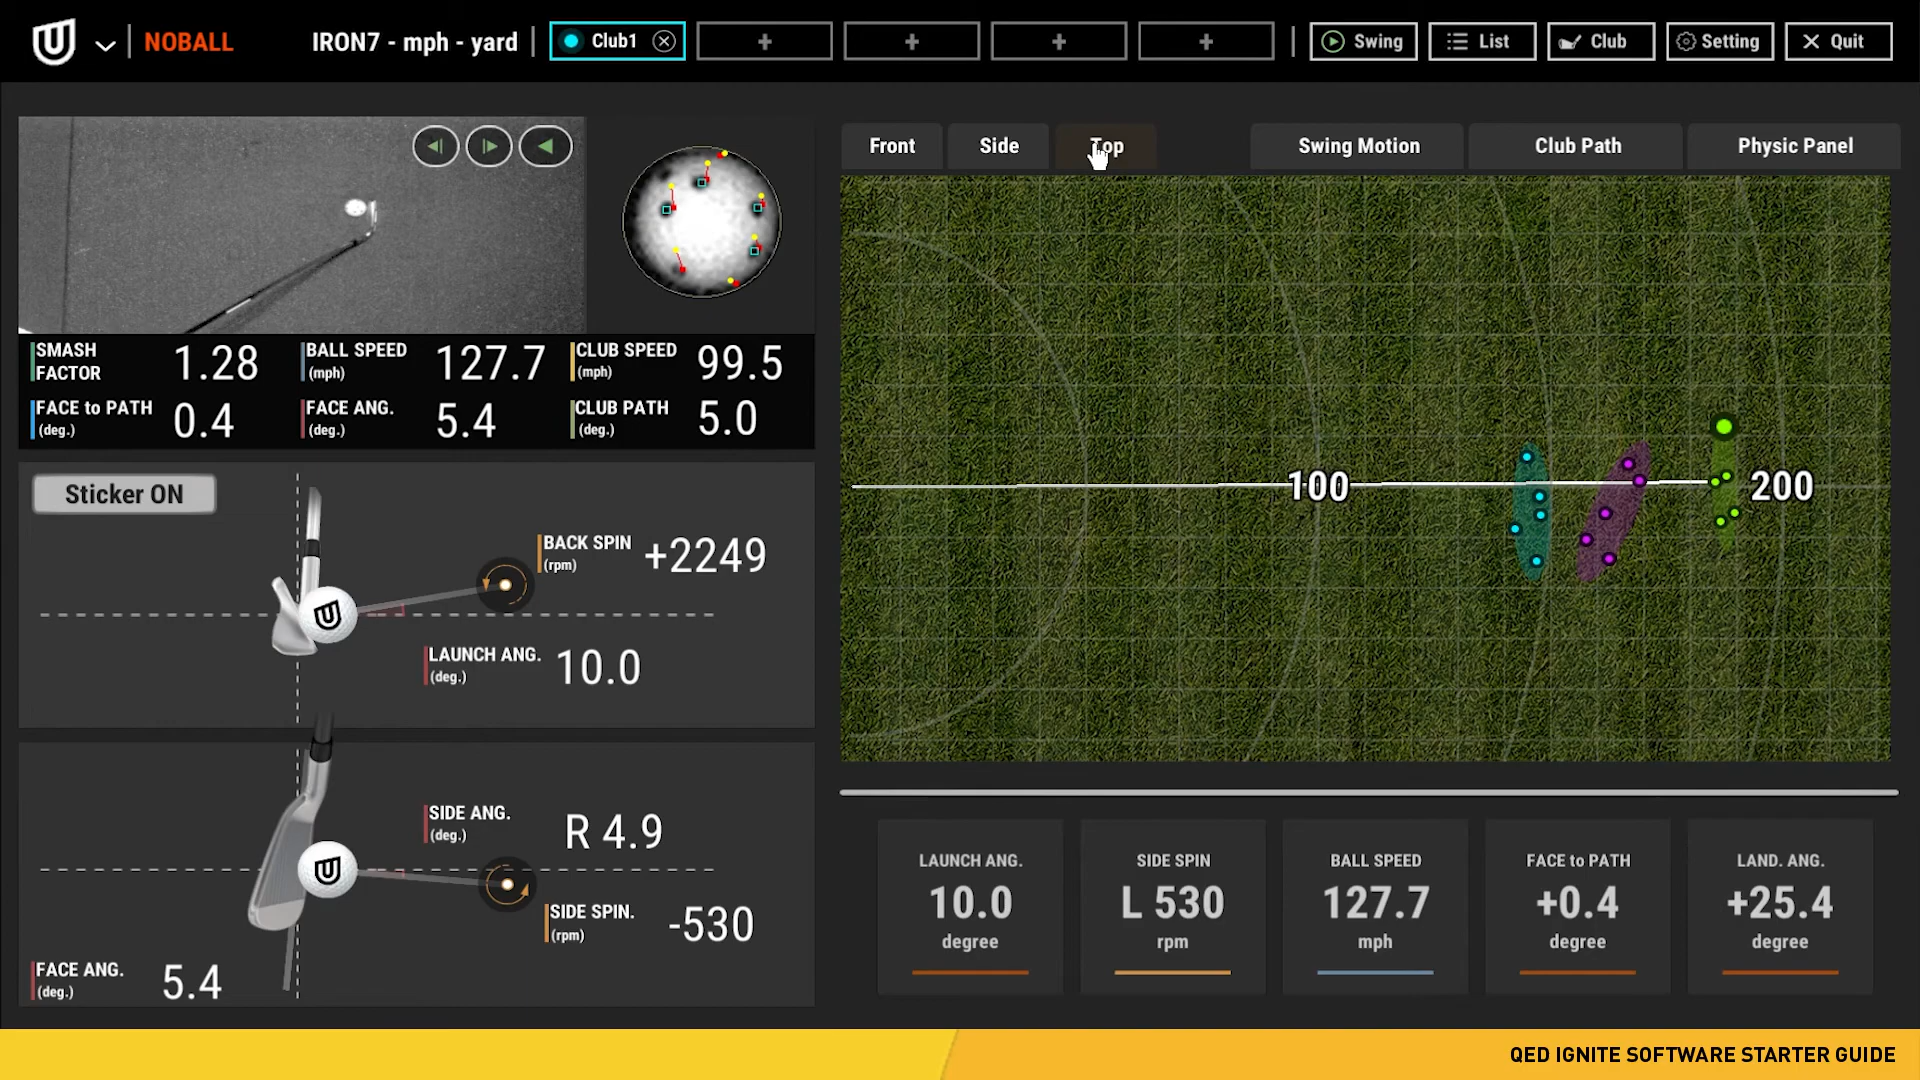 NOBALL
IRON7 - mph - yard
Club1
Swing
List
Club
Setting
Quit
Front
Side
Top
Swing Motion
Club Path
Physic Panel
SMASH FACTOR
1.28
BALL SPEED
(mph)
127.7
CLUB SPEED
(mph)
99.5
FACE to PATH
(deg.)
0.4
FACE ANG.
(deg.)
5.4
CLUB PATH
(deg.)
5.0
Sticker ON
BACK SPIN
(rpm)
+2249
LAUNCH ANG.
(deg.)
10.0
SIDE ANG.
(deg.)
R 4.9
SIDE SPIN.
(rpm)
-530
FACE ANG.
(deg.)
5.4
100
200
LAUNCH ANG.
10.0
degree
SIDE SPIN
L 530
rpm
BALL SPEED
127.7
mph
FACE to PATH
+0.4
degree
LAND. ANG.
+25.4
degree
QED IGNITE SOFTWARE STARTER GUIDE